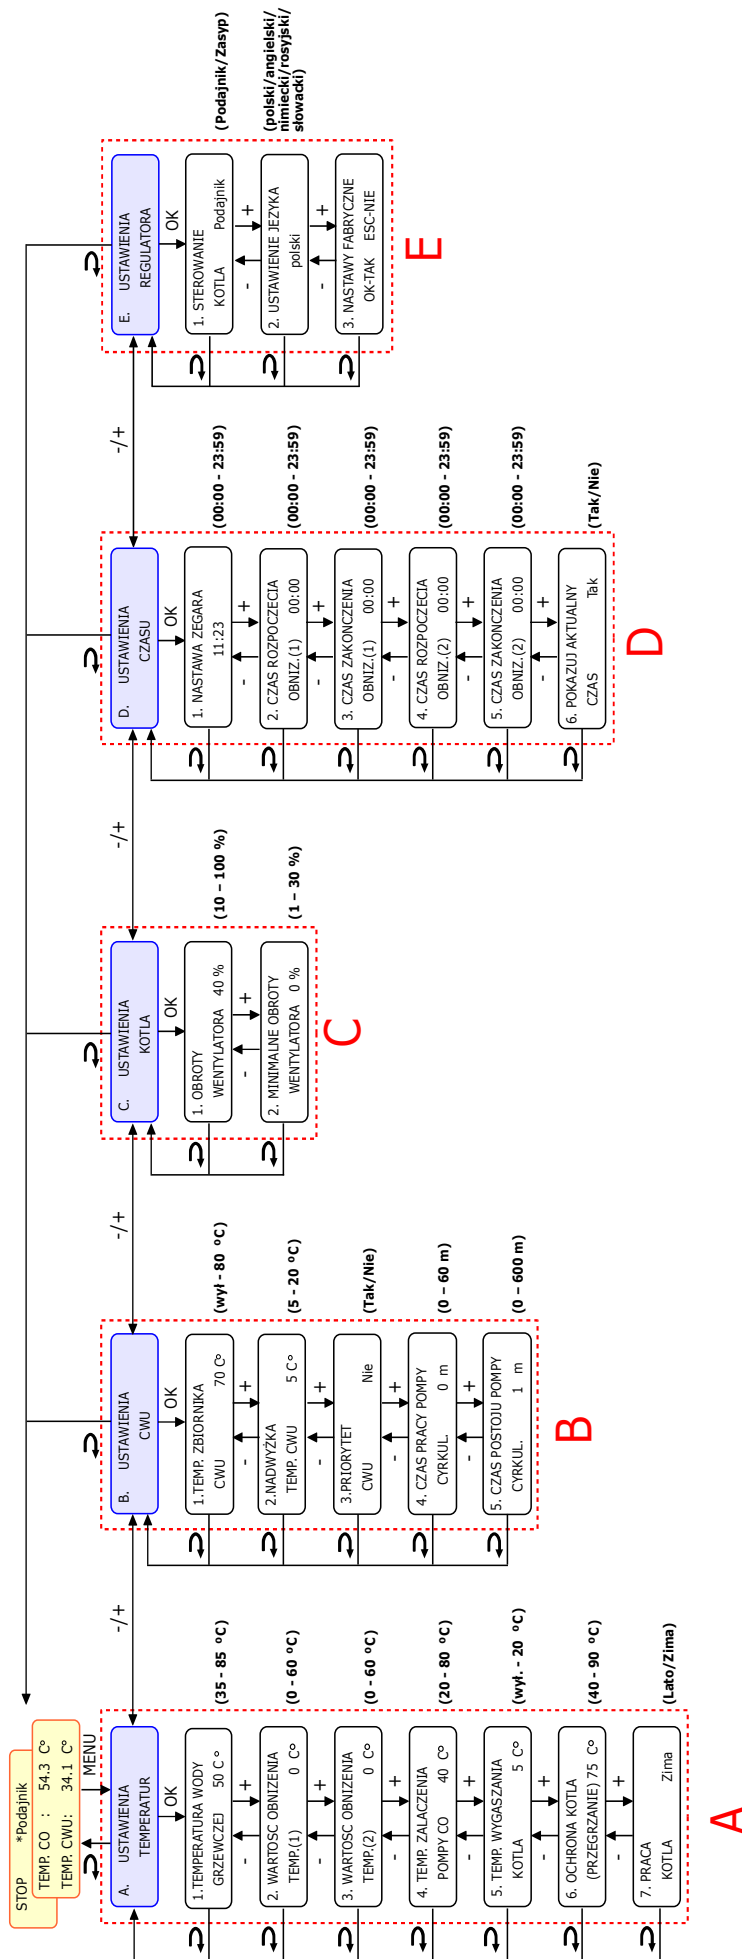 STOP *Podajnik
TEMP. CO : 54.3 C°
TEMP. CWU: 34.1 C°
MENU
A. USTAWIENIA
TEMPERATUR
OK
1.TEMPERATURA WODY
GRZEWCZEJ 50 C°
(35 - 85 °C)
- +
2. WARTOSC OBNIZENIA
TEMP.(1) 0 C°
(0 - 60 °C)
- +
3. WARTOSC OBNIZENIA
TEMP.(2) 0 C°
(0 - 60 °C)
- +
4. TEMP. ZALACZENIA
POMPY CO 40 C°
(20 - 80 °C)
- +
5. TEMP. WYGASZANIA
KOTLA 5 C°
(wył. - 20 °C)
- +
6. OCHRONA KOTLA
(PRZEGRZANIE) 75 C°
(40 - 90 °C)
- +
7. PRACA
KOTLA Zima
(Lato/Zima)
A
-/+
B. USTAWIENIA
CWU
OK
1.TEMP. ZBIORNIKA
CWU 70 C°
(wył - 80 °C)
- +
2.NADWYŻKA
TEMP. CWU 5 C°
(5 - 20 °C)
- +
3.PRIORYTET
CWU Nie
(Tak/Nie)
- +
4. CZAS PRACY POMPY
CYRKUL. 0 m
(0 – 60 m)
- +
5. CZAS POSTOJU POMPY
CYRKUL. 1 m
(0 – 600 m)
B
-/+
C. USTAWIENIA
KOTLA
OK
1. OBROTY
WENTYLATORA 40 %
(10 – 100 %)
- +
2. MINIMALNE OBROTY
WENTYLATORA 0 %
(1 – 30 %)
C
-/+
D. USTAWIENIA
CZASU
OK
1. NASTAWA ZEGARA
11:23
(00:00 - 23:59)
- +
2. CZAS ROZPOCZECIA
OBNIZ.(1) 00:00
(00:00 - 23:59)
- +
3. CZAS ZAKONCZENIA
OBNIZ.(1) 00:00
(00:00 - 23:59)
- +
4. CZAS ROZPOCZECIA
OBNIZ.(2) 00:00
(00:00 - 23:59)
- +
5. CZAS ZAKONCZENIA
OBNIZ.(2) 00:00
(00:00 - 23:59)
- +
6. POKAZUJ AKTUALNY
CZAS Tak
(Tak/Nie)
D
-/+
E. USTAWIENIA
REGULATORA
OK
1. STEROWANIE
KOTLA Podajnik
(Podajnik/Zasyp)
- +
2. USTAWIENIE JEZYKA
polski
(polski/angielski/
nimiecki/rosyjski/
słowacki)
- +
3. NASTAWY FABRYCZNE
OK-TAK ESC-NIE
E